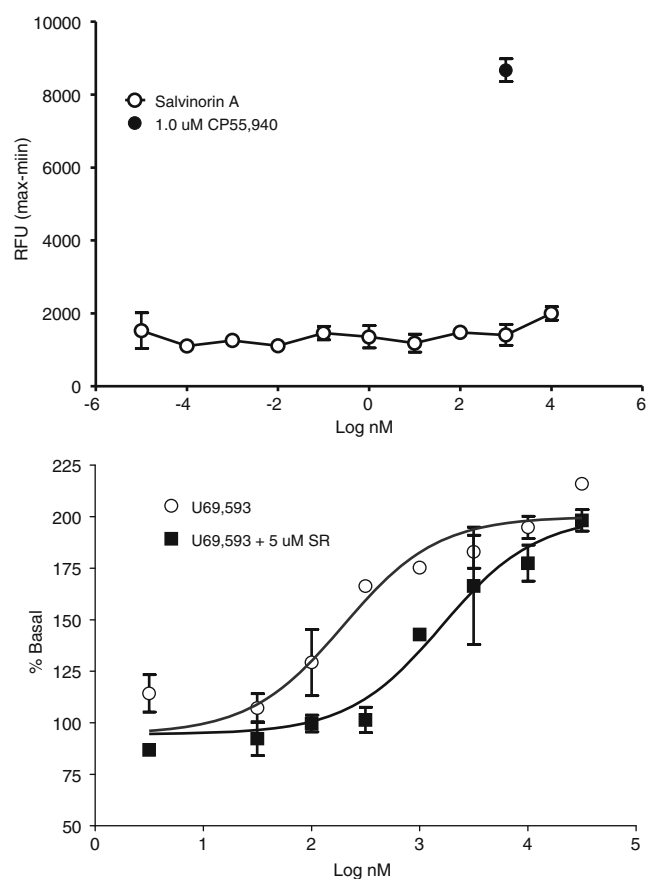 10000
8000
6000
4000
2000
0
RFU (max-miin)
Salvinorin A
1.0 uM CP55,940
-6 -4 -2 0 2 4 6
Log nM
225
200
175
150
125
100
75
50
% Basal
U69,593
U69,593 + 5 uM SR
0 1 2 3 4 5
Log nM